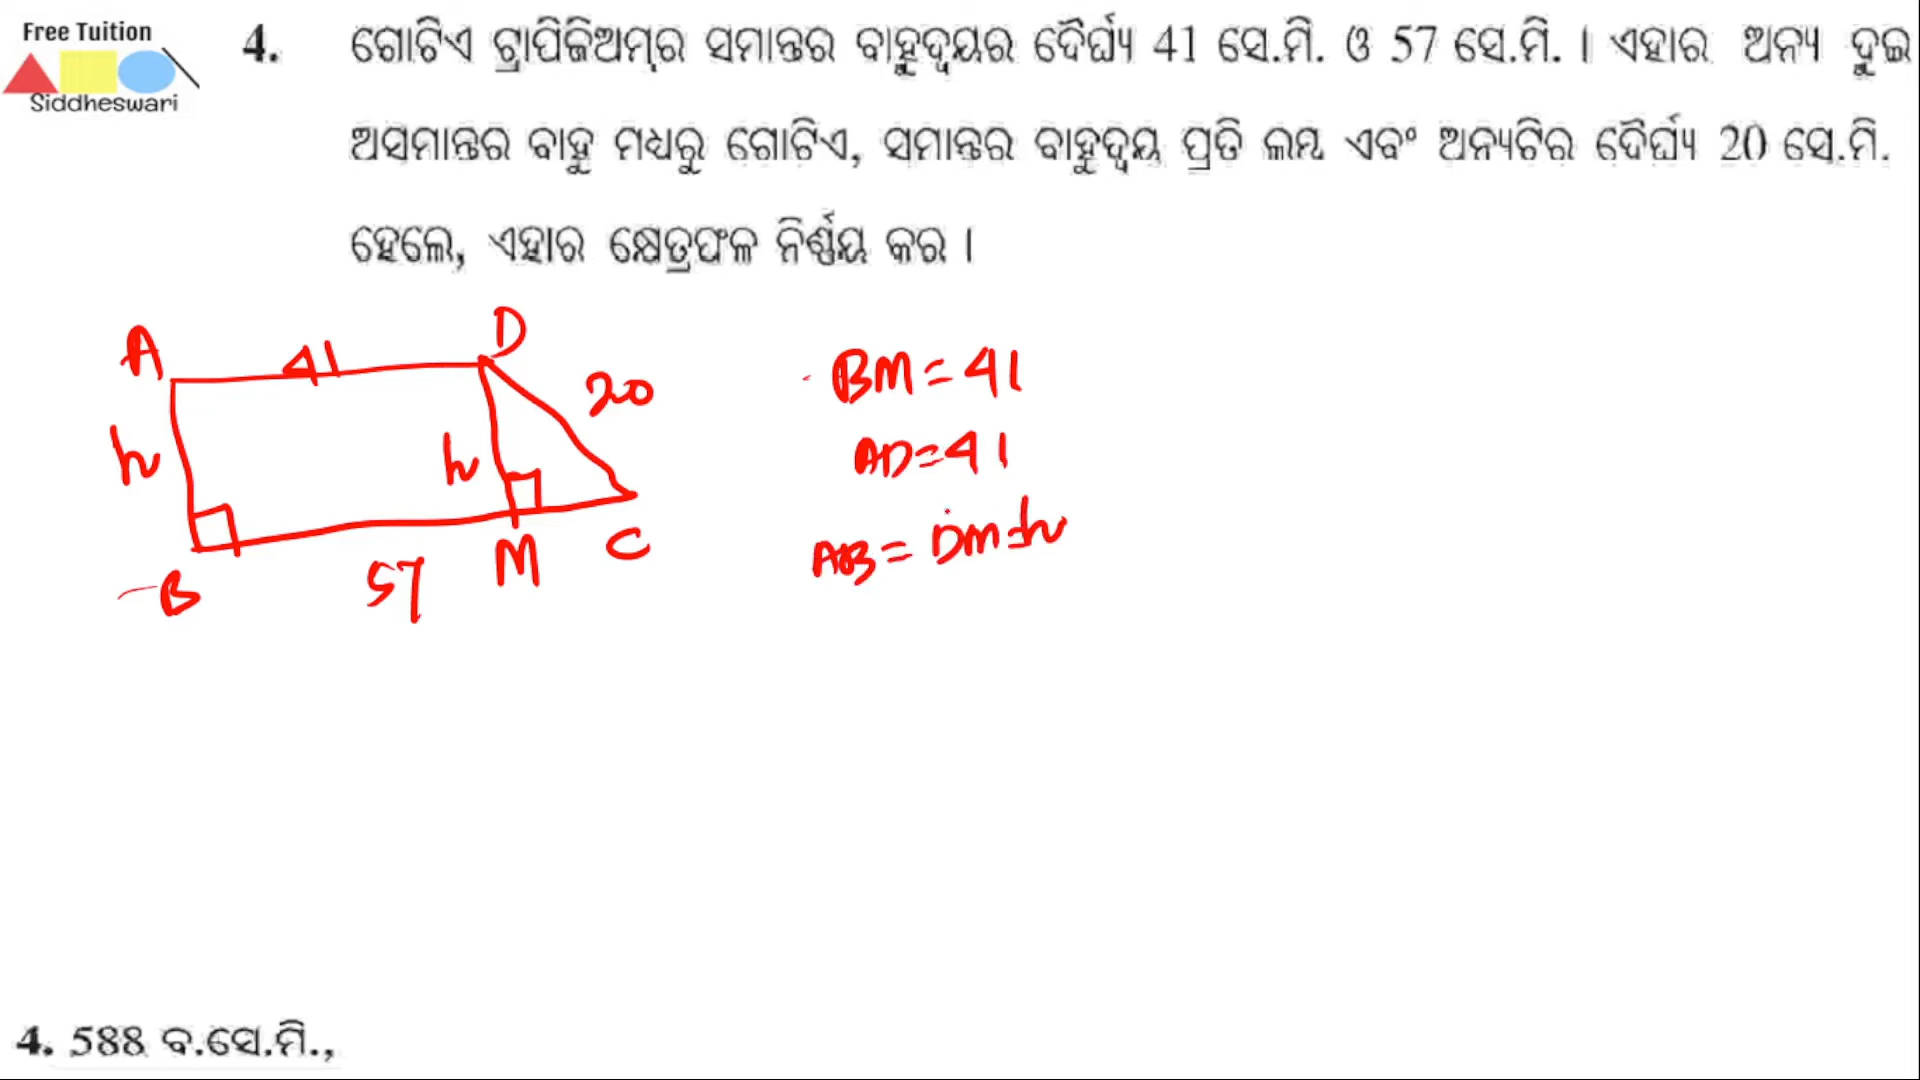 Free Tuition
Siddheswari
4. ଗୋଟିଏ ଟ୍ରାପିଜିଅମ୍‌ର ସମାନ୍ତର ବାହୁଦ୍ୱୟର ଦୈର୍ଘ୍ୟ 41 ସେ.ମି. ଓ 57 ସେ.ମି. । ଏହାର ଅନ୍ୟ ଦୁଇ
ଅସମାନ୍ତର ବାହୁ ମଧ୍ୟରୁ ଗୋଟିଏ, ସମାନ୍ତର ବାହୁଦ୍ୱୟ ପ୍ରତି ଲମ୍ବ ଏବଂ ଅନ୍ୟଟିର ଦୈର୍ଘ୍ୟ 20 ସେ.ମି.
ହେଲେ, ଏହାର କ୍ଷେତ୍ରଫଳ ନିର୍ଣ୍ଣୟ କର ।
A 41 D
h h 20
B 57 M C
BM = 41
AD = 41
AB = DM = h
4. 588 ବ.ସେ.ମି.,